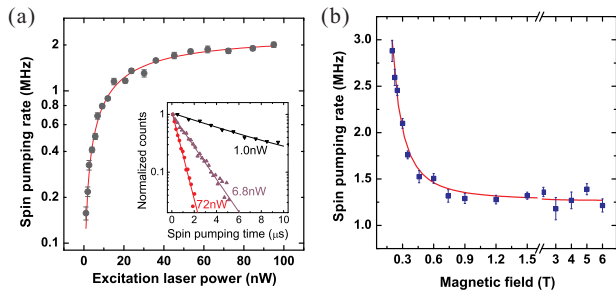 (a)
Spin pumping rate (MHz)
2
1
0.8
0.4
0.2
0.1
0 20 40 60 80 100
Excitation laser power (nW)
Normalized counts
1
0.1
0 2 4 6 8 10
Spin pumping time (μs)
1.0nW
6.8nW
72nW
(b)
Spin pumping rate (MHz)
3.0
2.5
2.0
1.5
1.0
0.3 0.6 0.9 1.2 1.5 3 4 5 6
Magnetic field (T)